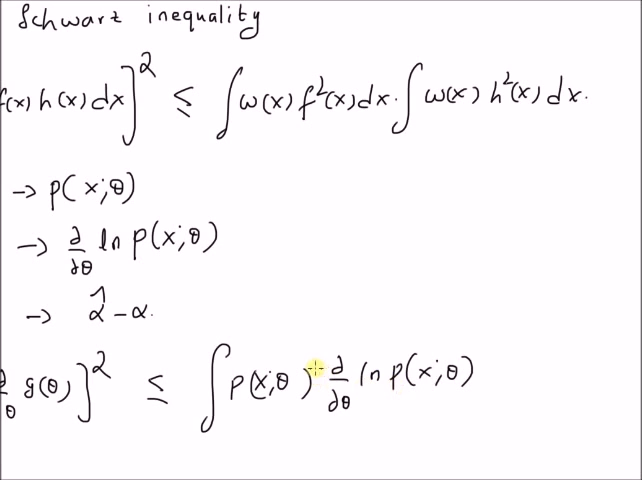 Schwarz inequality
f(x) h(x) dx]² ≤ ∫ w(x) f²(x) dx · ∫ w(x) h²(x) dx.
→ p(x;θ)
→ ∂/∂θ ln p(x;θ)
→ α̂ - α.
∂/∂θ g(θ)]² ≤ ∫ p(x;θ) ∂/∂θ ln p(x;θ)